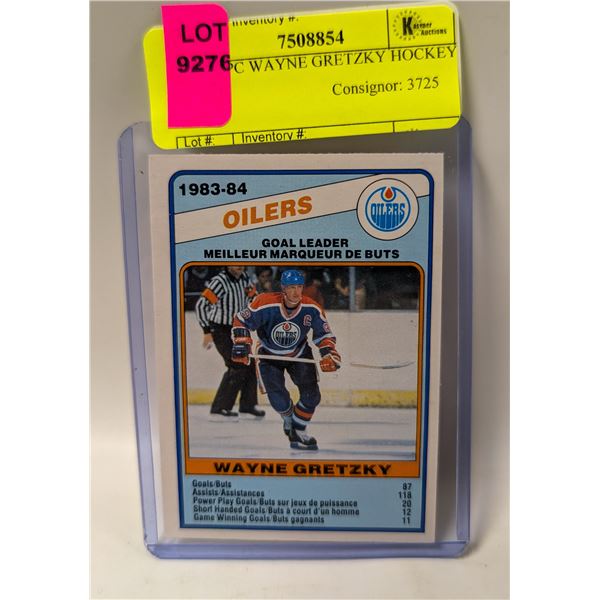 LOT
9276
Inventory #:
7508854
Kastner
Auctions
C WAYNE GRETZKY HOCKEY
Consignor: 3725
Lot #:
Inventory #:
1983-84
OILERS
OILERS
GOAL LEADER
MEILLEUR MARQUEUR DE BUTS
OILERS
C
WAYNE GRETZKY
Goals/Buts 87
Assists/Assistances 118
Power Play Goals/Buts sur jeux de puissance 20
Short Handed Goals/Buts à court d'un homme 12
Game Winning Goals/Buts gagnants 11